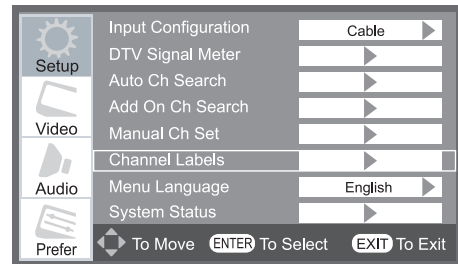 Setup
Video
Audio
Prefer
Input Configuration Cable
DTV Signal Meter
Auto Ch Search
Add On Ch Search
Manual Ch Set
Channel Labels
Menu Language English
System Status
To Move ENTER To Select EXIT To Exit